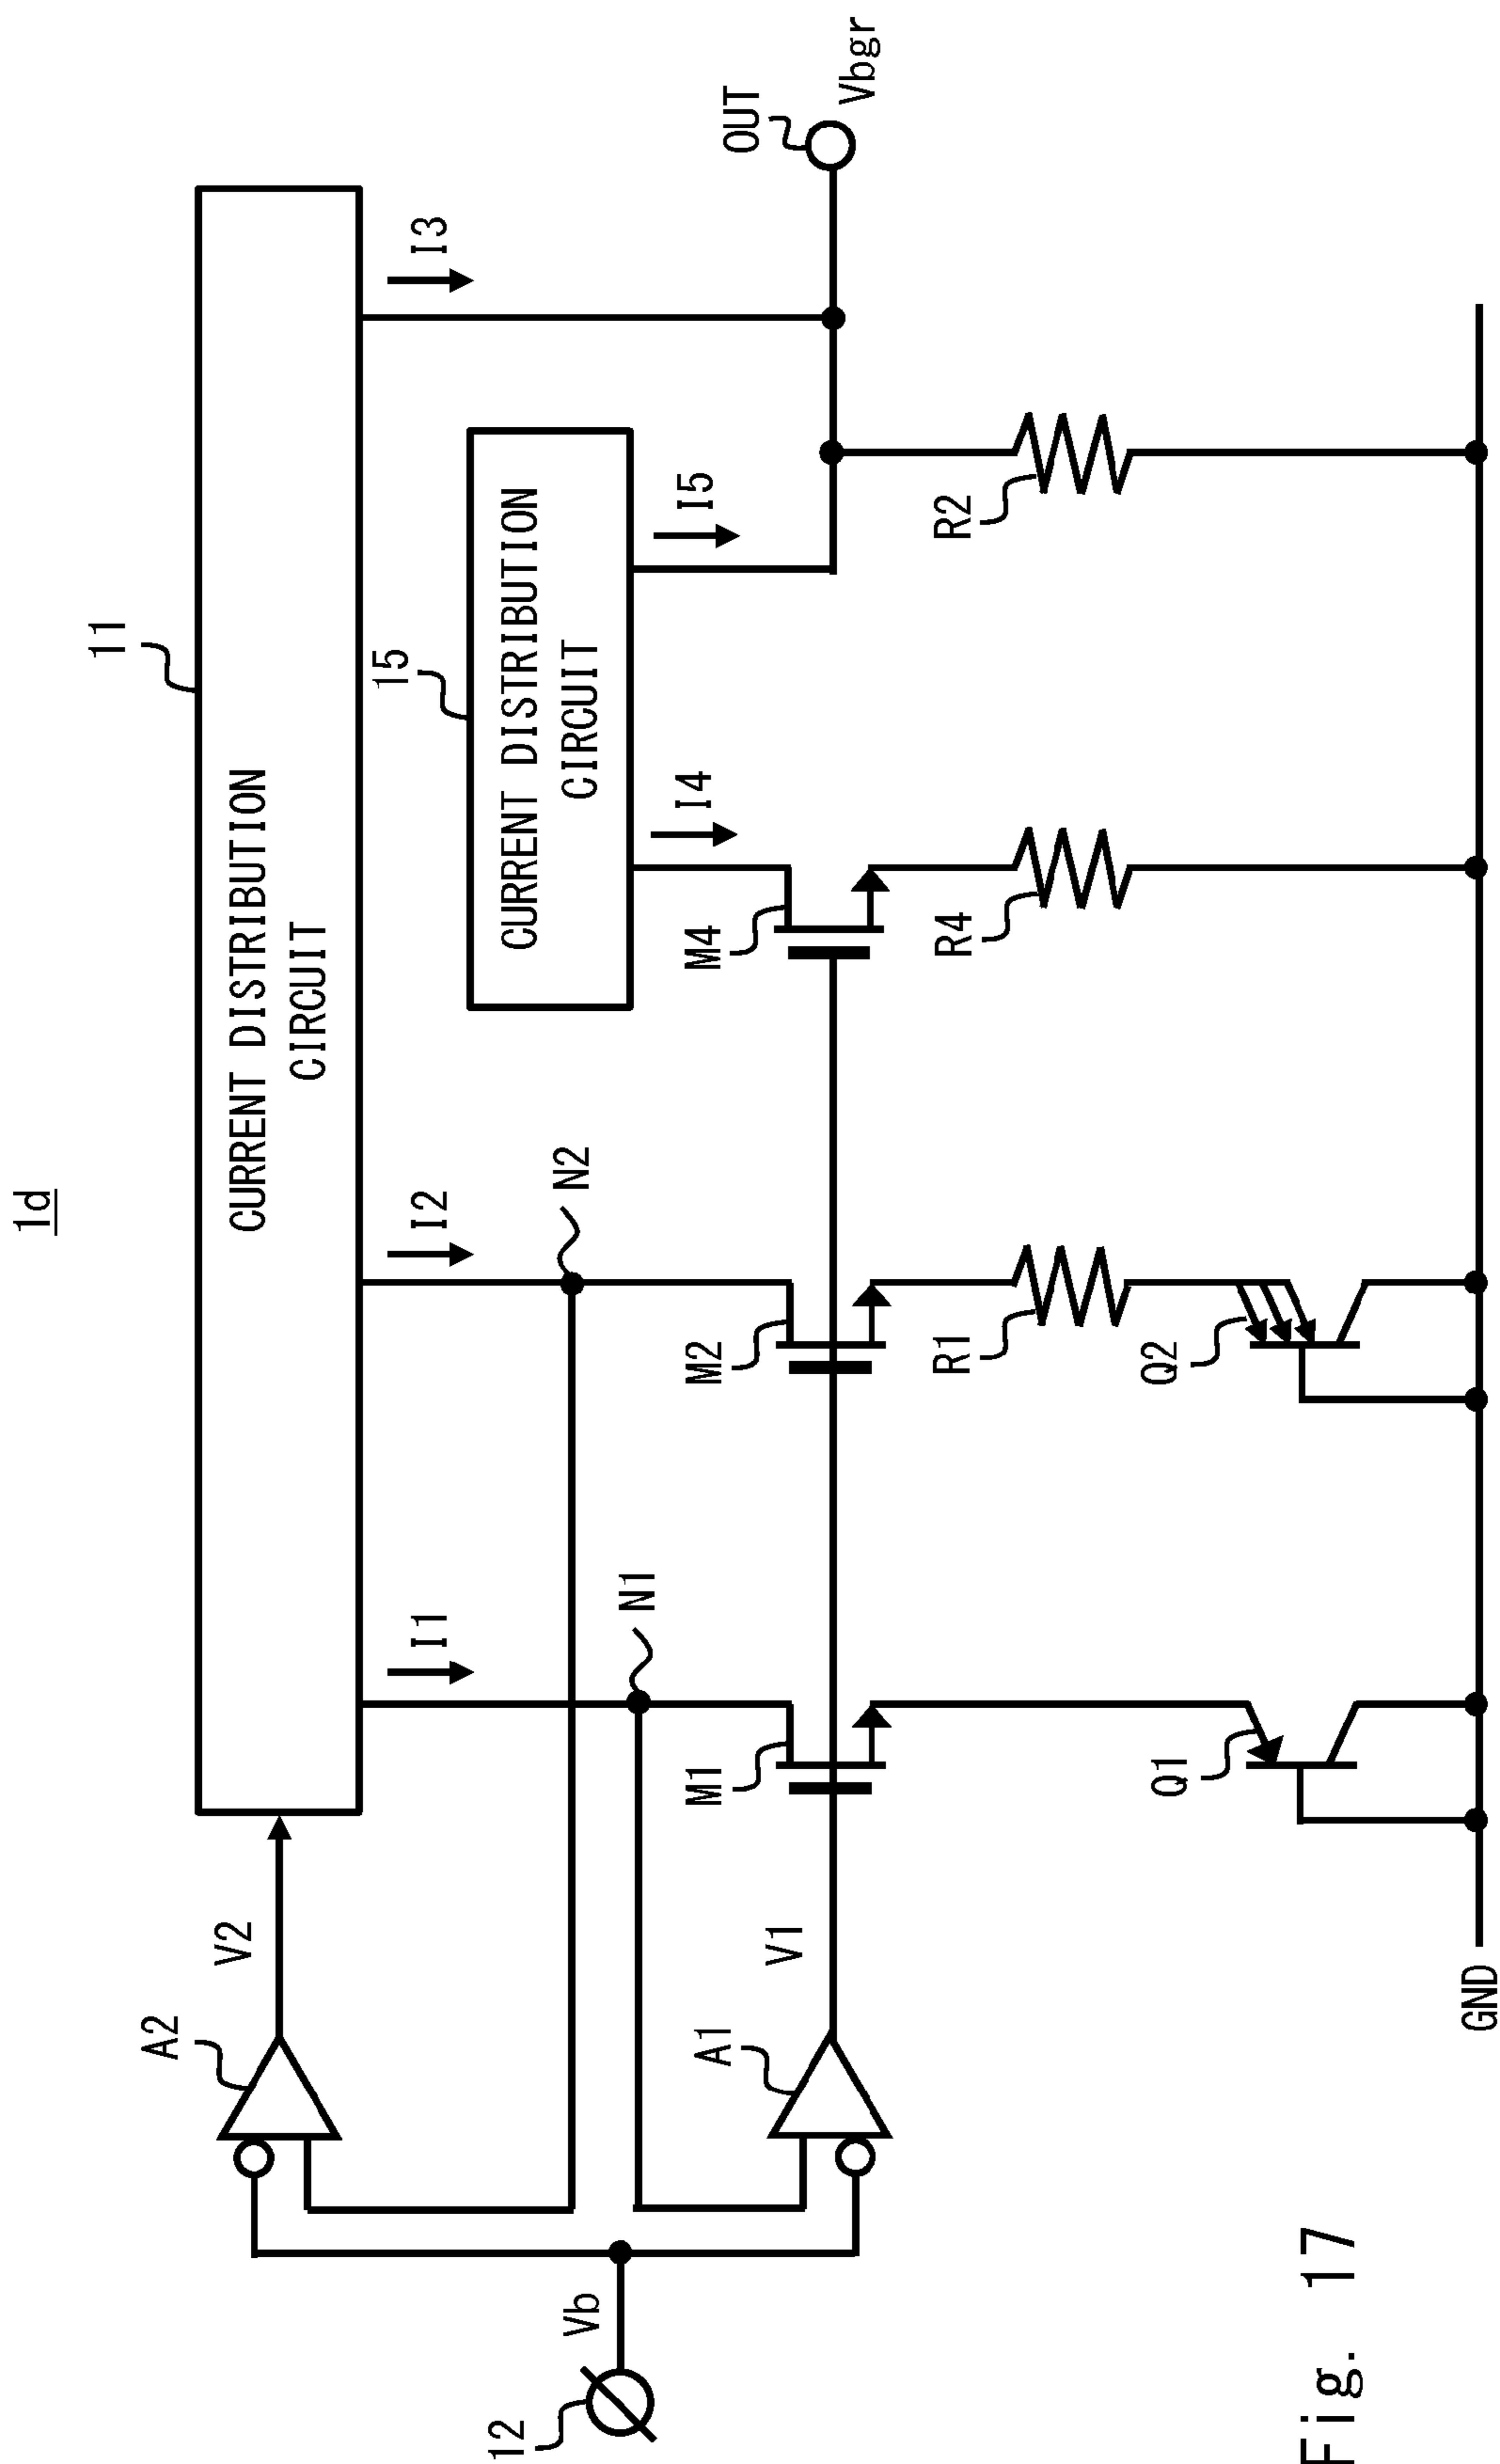 1d
11
CURRENT DISTRIBUTION
CIRCUIT
A2
V2
I1
I2
I3
15
CURRENT DISTRIBUTION
CIRCUIT
N1
N2
I4
I5
12
Vb
A1
V1
M1
M2
M4
OUT
Vbgr
R1
R4
R2
Q1
Q2
GND
Fig. 17